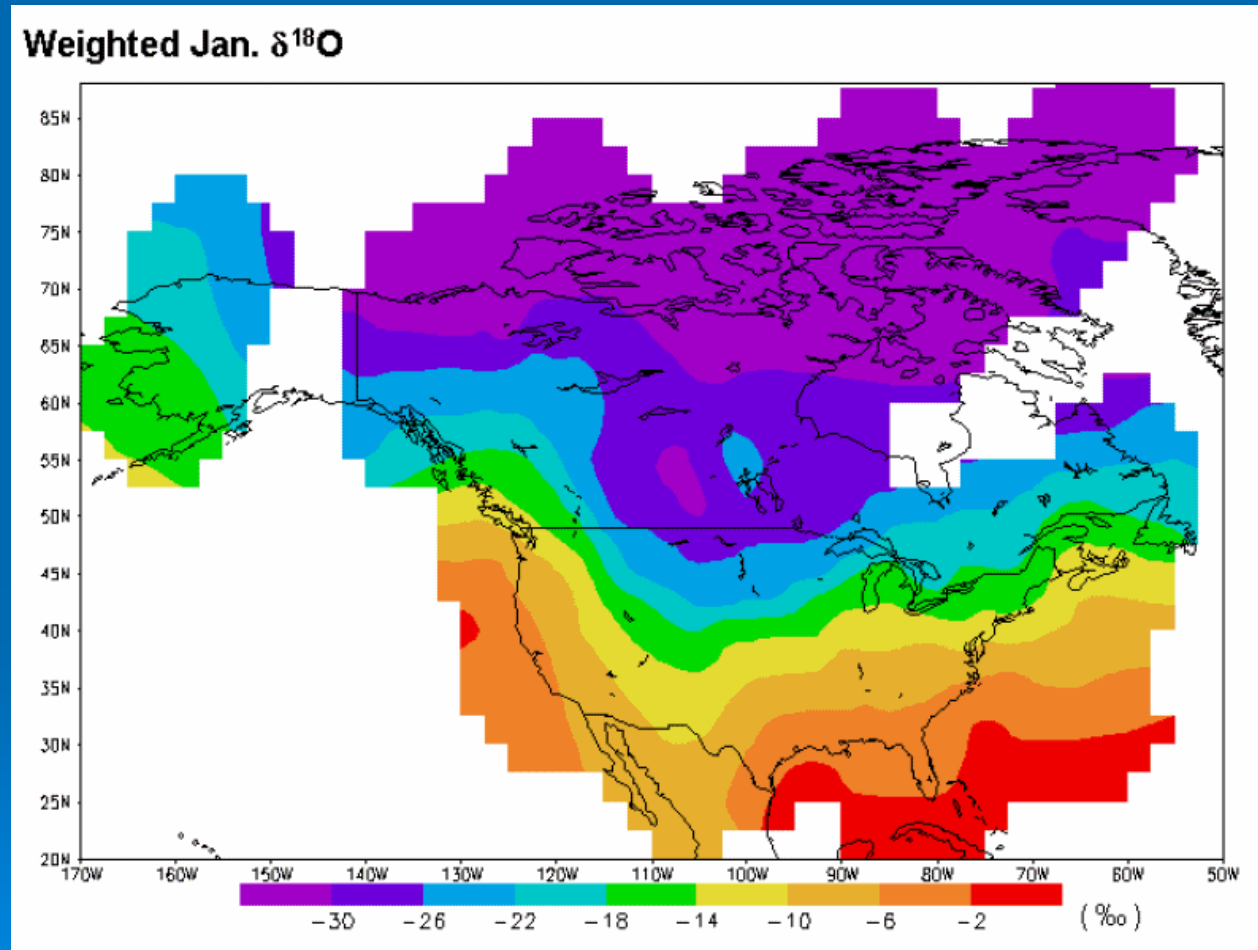 Weighted Jan. δ¹⁸O
85N
80N
75N
70N
65N
60N
55N
50N
45N
40N
35N
30N
25N
20N
170W 160W 150W 140W 130W 120W 110W 100W 90W 80W 60W 50W
−30 −26 −22 −18 −14 −10 −6 −2 (‰)